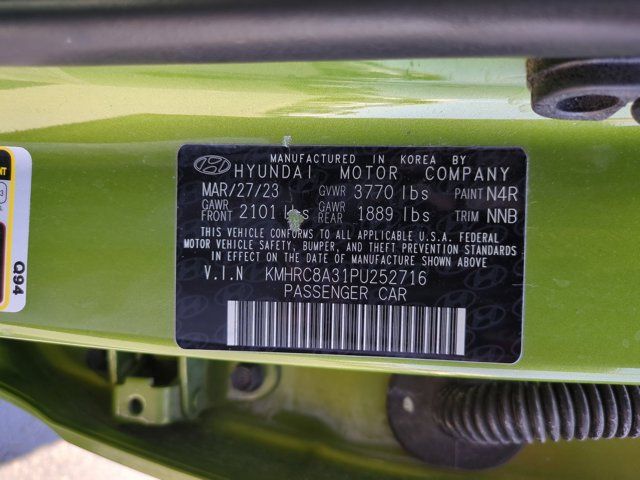 MANUFACTURED IN KOREA BY
HYUNDAI MOTOR COMPANY
MAR/27/23 GVWR 3770 lbs PAINT N4R
GAWR FRONT 2101 lbs GAWR REAR 1889 lbs TRIM NNB
THIS VEHICLE CONFORMS TO ALL APPLICABLE U.S.A. FEDERAL
MOTOR VEHICLE SAFETY, BUMPER, AND THEFT PREVENTION STANDARDS
IN EFFECT ON THE DATE OF MANUFACTURE SHOWN ABOVE.
V.I.N KMHRC8A31PU252716
PASSENGER CAR
Q94